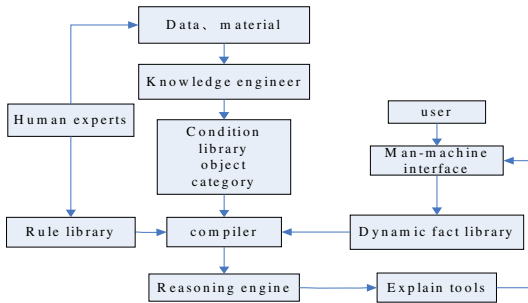 Data、material
Knowledge engineer
Human experts
Condition
library
object
category
user
Man-machine
interface
Rule library
compiler
Dynamic fact library
Reasoning engine
Explain tools